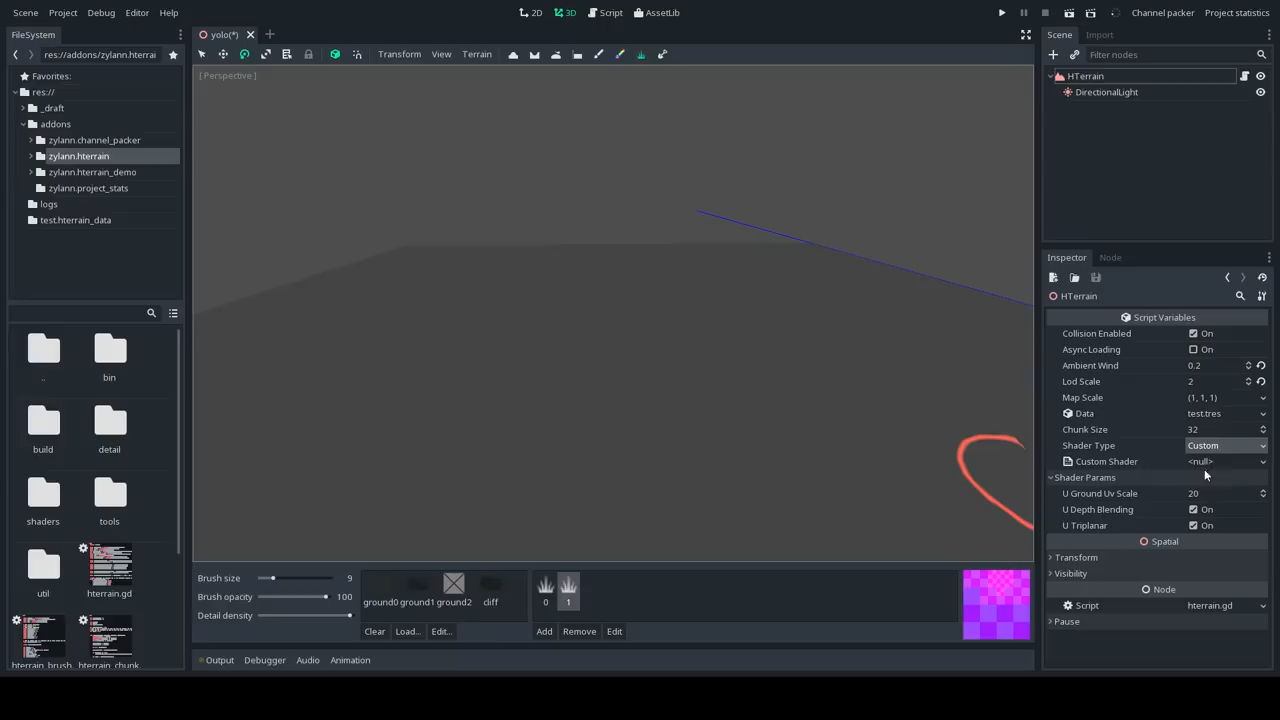 Scene Project Debug Editor Help
2D 3D Script AssetLib
Channel packer Project statistics
FileSystem
res://addons/zylann.hterrai
Favorites:
res://
_draft
addons
zylann.channel_packer
zylann.hterrain
zylann.hterrain_demo
zylann.project_stats
logs
test.hterrain_data
..
bin
build
detail
shaders
tools
util
hterrain.gd
hterrain_brush
hterrain_chunk
yolo(*)
Transform View Terrain
[ Perspective ]
Brush size 9
Brush opacity 100
Detail density
ground0 ground1 ground2 cliff
Clear Load... Edit...
0 1
Add Remove Edit
Output Debugger Audio Animation
Scene Import
Filter nodes
HTerrain
DirectionalLight
Inspector Node
HTerrain
Script Variables
Collision Enabled On
Async Loading On
Ambient Wind 0.2
Lod Scale 2
Map Scale (1, 1, 1)
Data test.tres
Chunk Size 32
Shader Type Custom
Custom Shader <null>
Shader Params
U Ground Uv Scale 20
U Depth Blending On
U Triplanar On
Spatial
Transform
Visibility
Node
Script hterrain.gd
Pause